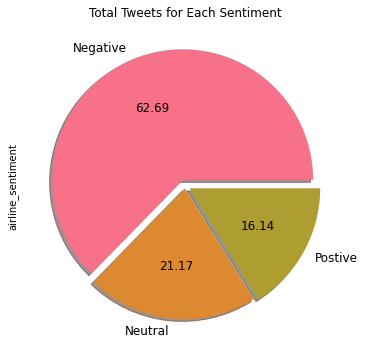 Total Tweets for Each Sentiment
Negative
62.69
airline_sentiment
16.14
21.17
Postive
Neutral